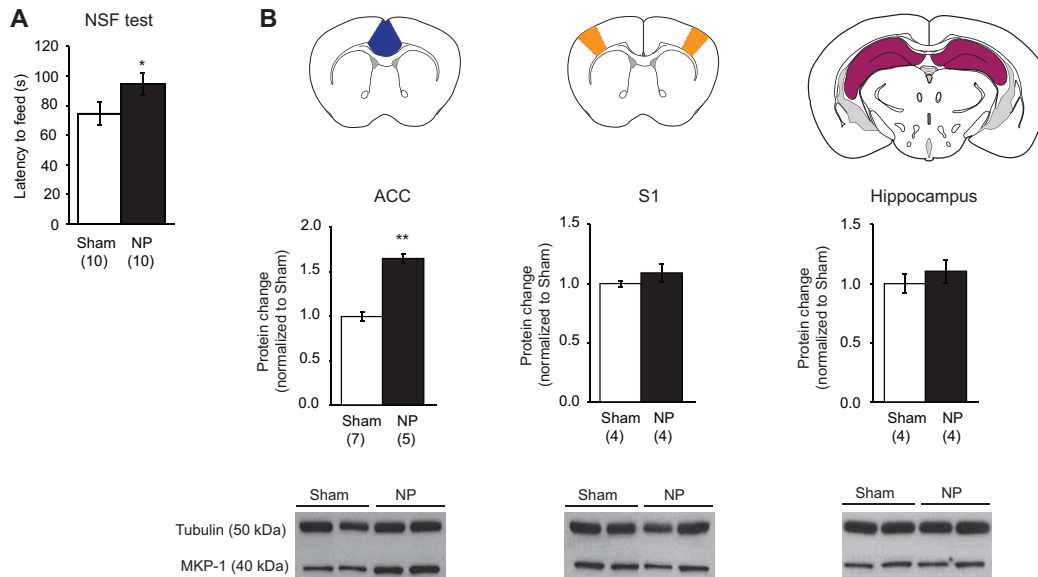 A
NSF test
120
100
80
60
40
20
0
Latency to feed (s)
*
Sham
(10)
NP
(10)
B
ACC
2.0
1.5
1.0
0.5
0.0
Protein change
(normalized to Sham)
**
Sham
(7)
NP
(5)
S1
1.5
1.0
0.5
0.0
Protein change
(normalized to Sham)
Sham
(4)
NP
(4)
Hippocampus
1.5
1.0
0.5
0.0
Protein change
(normalized to Sham)
Sham
(4)
NP
(4)
Sham NP
Sham NP
Sham NP
Tubulin (50 kDa)
MKP-1 (40 kDa)